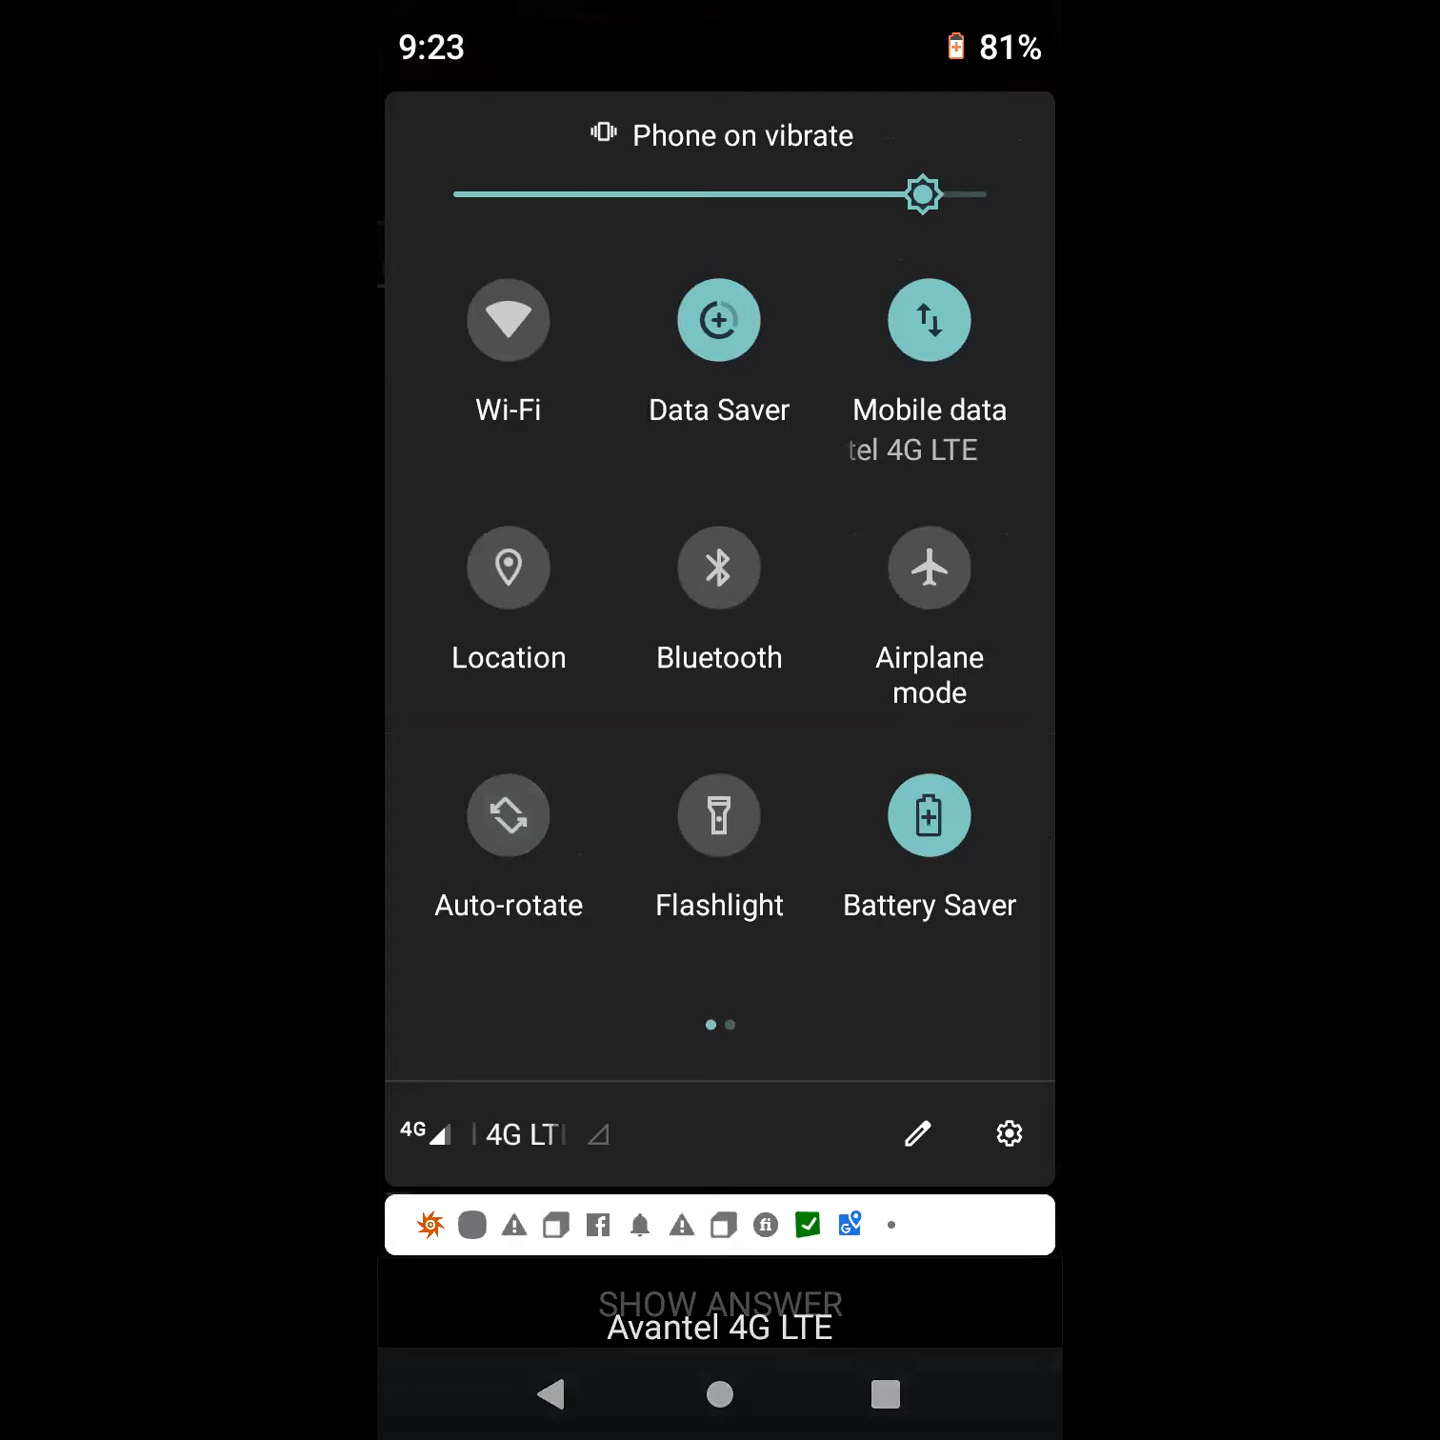 9:23
81%
Phone on vibrate
Wi-Fi
Data Saver
Mobile data
tel 4G LTE
Location
Bluetooth
Airplane
mode
Auto-rotate
Flashlight
Battery Saver
4G
4G LT
SHOW ANSWER
Avantel 4G LTE